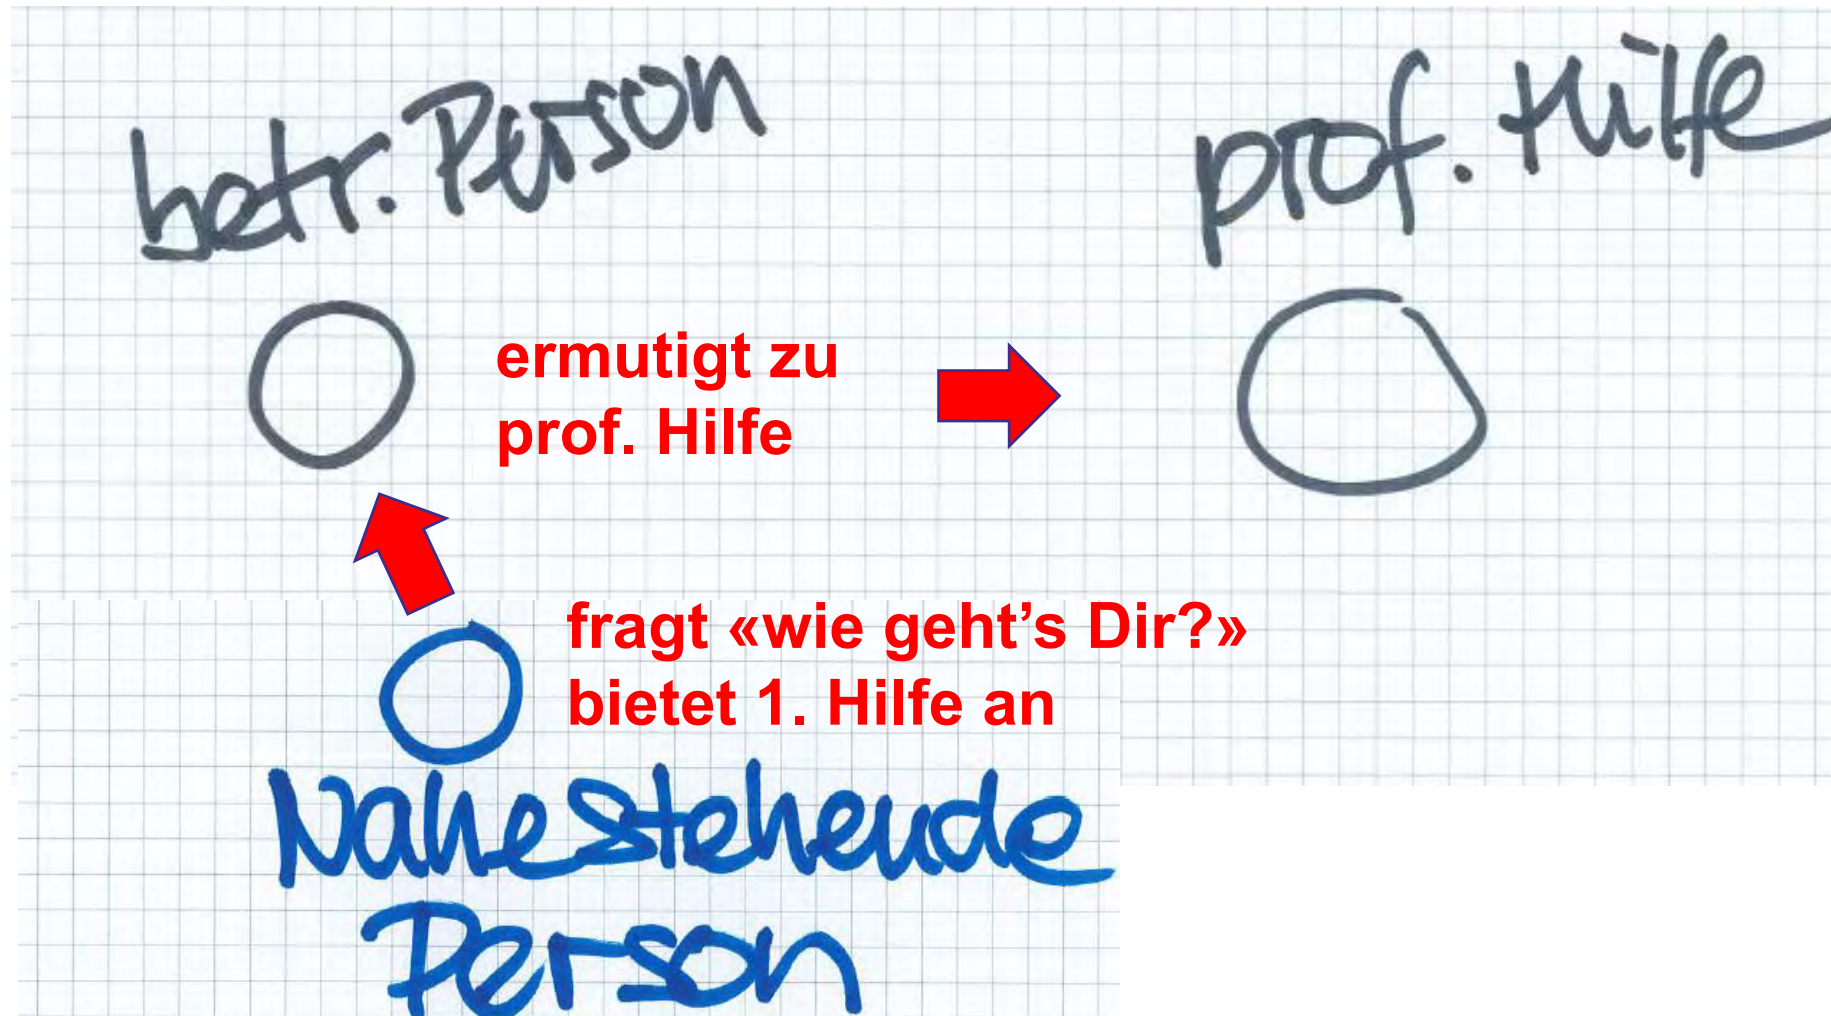 betr. Person
prof. Hilfe
ermutigt zu
prof. Hilfe
fragt «wie geht’s Dir?»
bietet 1. Hilfe an
Nahestehende
Person